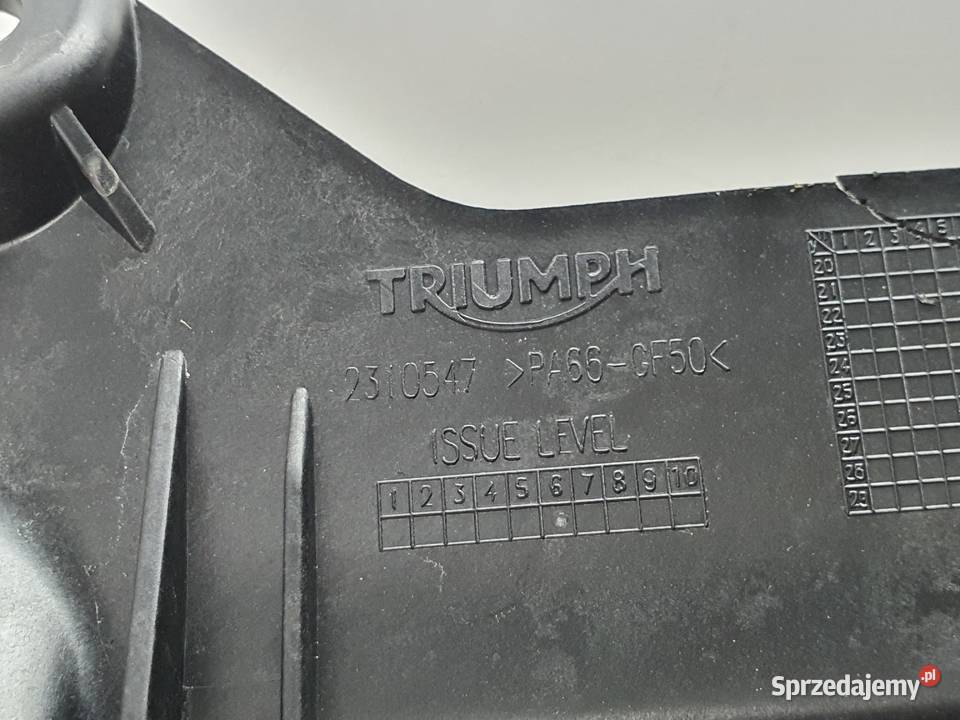 TRIUMPH
2310547 >PA66-GF50<
ISSUE LEVEL
1 2 3 4 5 6 7 8 9 10
1 2 3 4 5
20
21
22
23
24
25
26
27
28
29
Sprzedajemy.pl